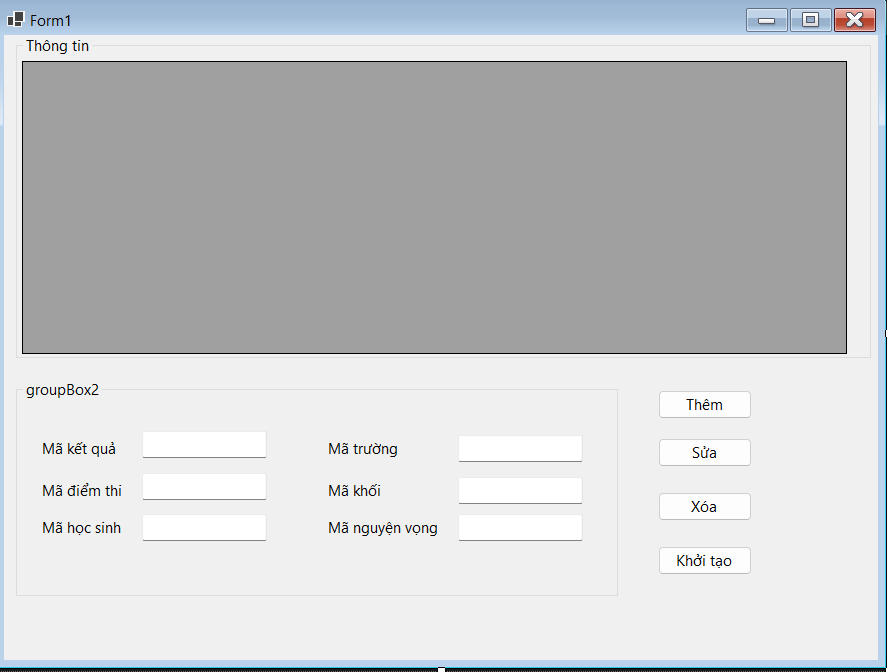 Form1
Thông tin
groupBox2
Mã kết quả
Mã trường
Mã điểm thi
Mã khối
Mã học sinh
Mã nguyện vọng
Thêm
Sửa
Xóa
Khởi tạo